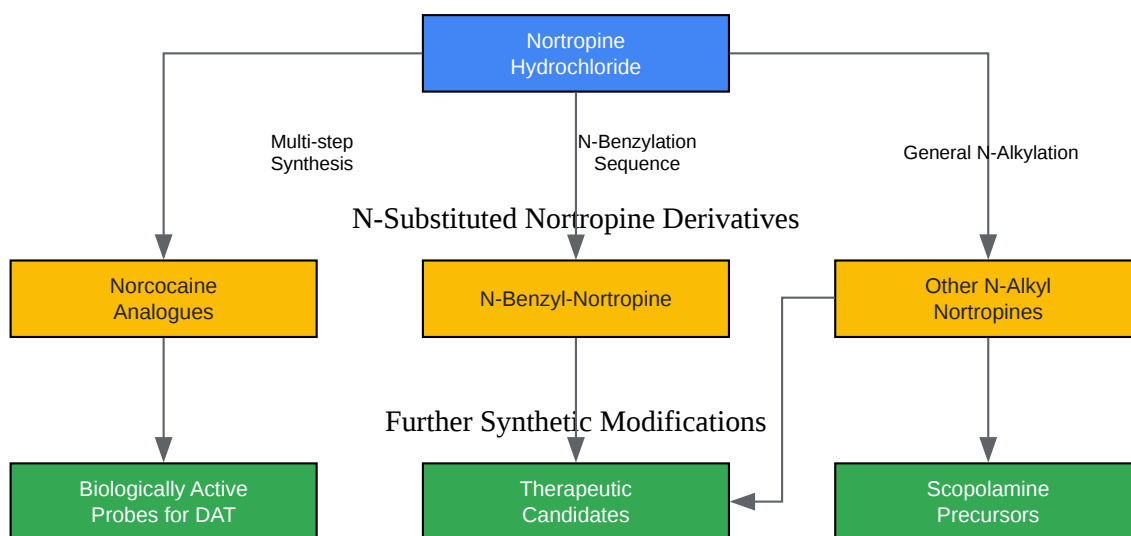 Nortropine
Hydrochloride
Multi-step
Synthesis
N-Benzylation
Sequence
General N-Alkylation
N-Substituted Nortropine Derivatives
Norcocaine
Analogues
N-Benzyl-Nortropine
Other N-Alkyl
Nortropines
Further Synthetic Modifications
Biologically Active
Probes for DAT
Therapeutic
Candidates
Scopolamine
Precursors